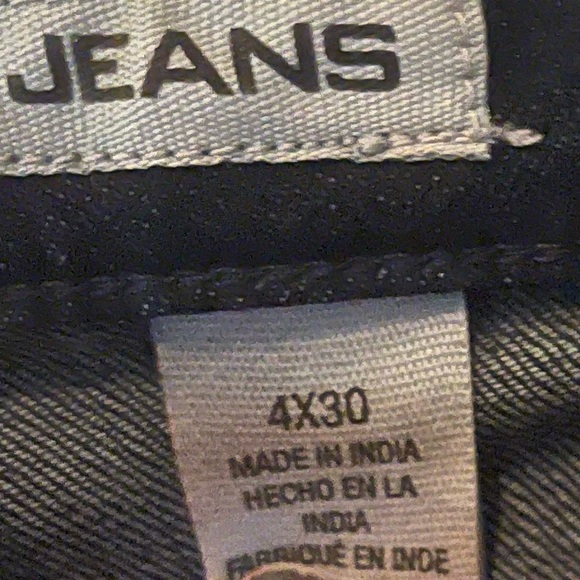 JEANS
4X30
MADE IN INDIA
HECHO EN LA
INDIA
FABRIQUÉ EN INDE